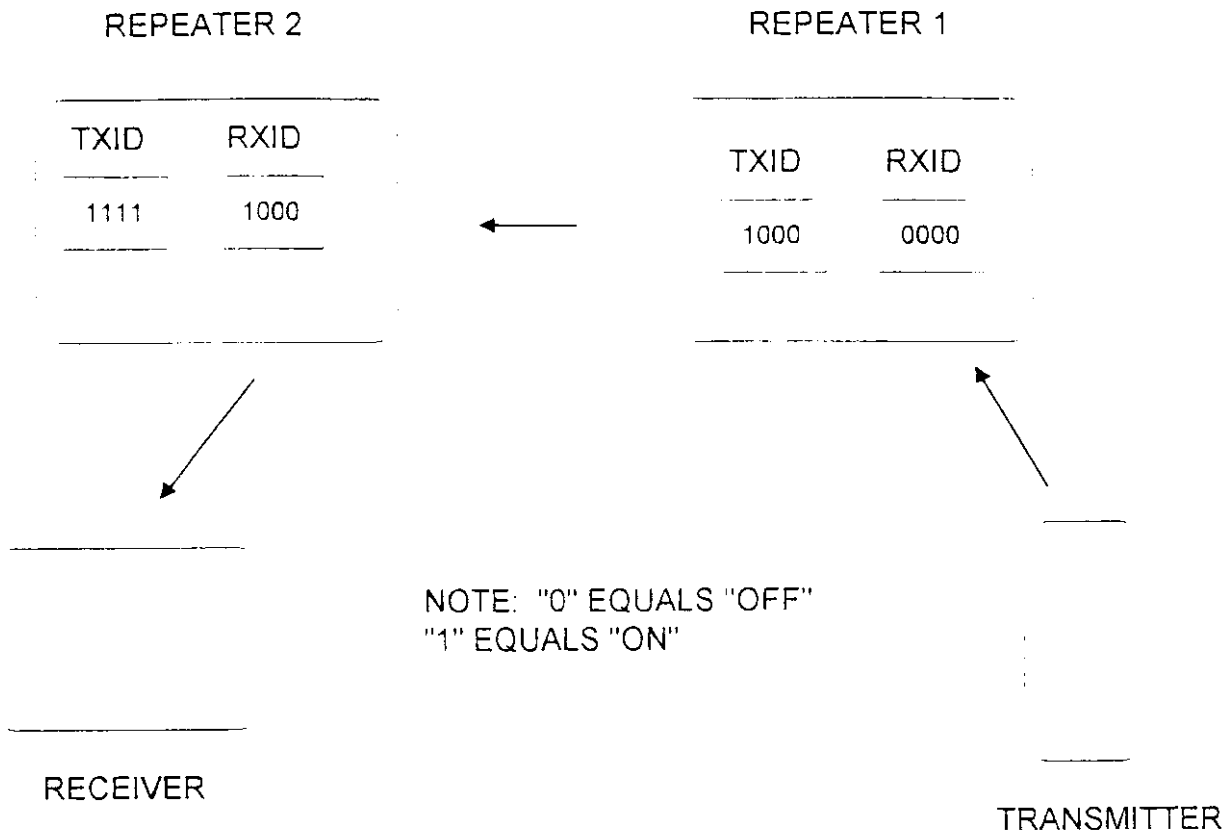 REPEATER 2
REPEATER 1
TXID RXID
1111 1000
TXID RXID
1000 0000
NOTE: "0" EQUALS "OFF"
"1" EQUALS "ON"
RECEIVER
TRANSMITTER